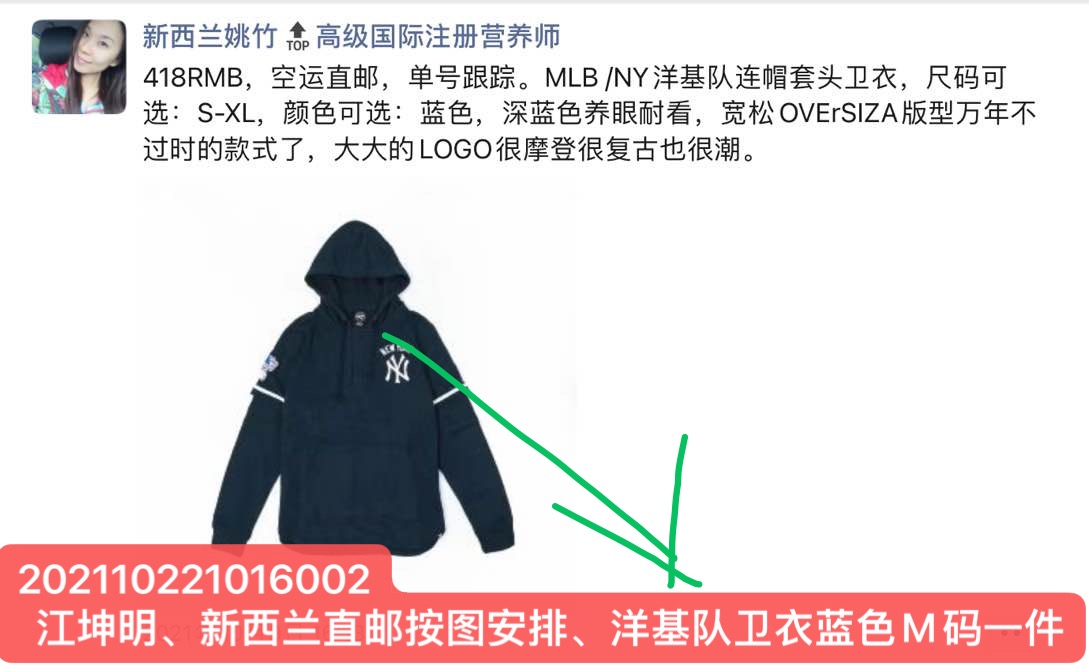 新西兰姚竹 TOP 高级国际注册营养师
418RMB，空运直邮，单号跟踪。MLB /NY洋基队连帽套头卫衣，尺码可
选：S-XL，颜色可选：蓝色，深蓝色养眼耐看，宽松OVErSIZA版型万年不
过时的款式了，大大的LOGO很摩登很复古也很潮。
NEW
NY
202110221016002
江坤明、新西兰直邮按图安排、洋基队卫衣蓝色M码一件